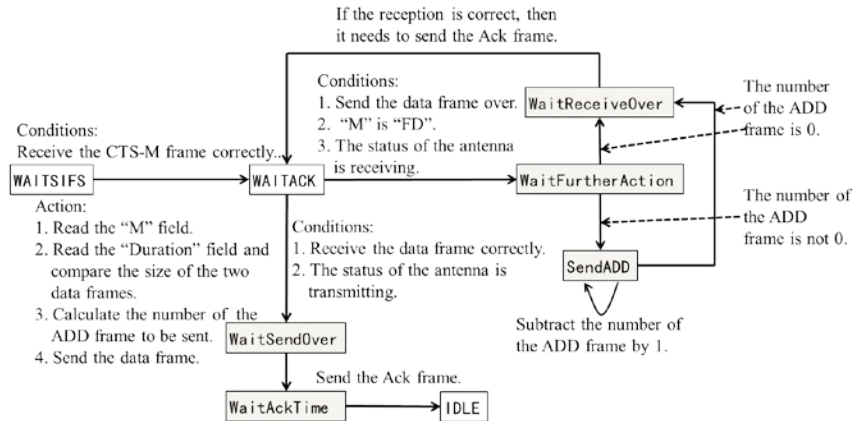 If the reception is correct, then
it needs to send the Ack frame.
Conditions:
1. Send the data frame over.
2. “M” is “FD”.
3. The status of the antenna
is receiving.
WaitReceiveOver
The number
of the ADD
frame is 0.
Conditions:
Receive the CTS-M frame correctly..
WAITSIFS
WAITACK
WaitFurtherAction
Action:
1. Read the “M” field.
2. Read the “Duration” field and
compare the size of the two
data frames.
3. Calculate the number of the
ADD frame to be sent.
4. Send the data frame.
Conditions:
1. Receive the data frame correctly.
2. The status of the antenna is
transmitting.
The number of
the ADD
frame is not 0.
SendADD
Subtract the number of
the ADD frame by 1.
WaitSendOver
Send the Ack frame.
WaitAckTime
IDLE